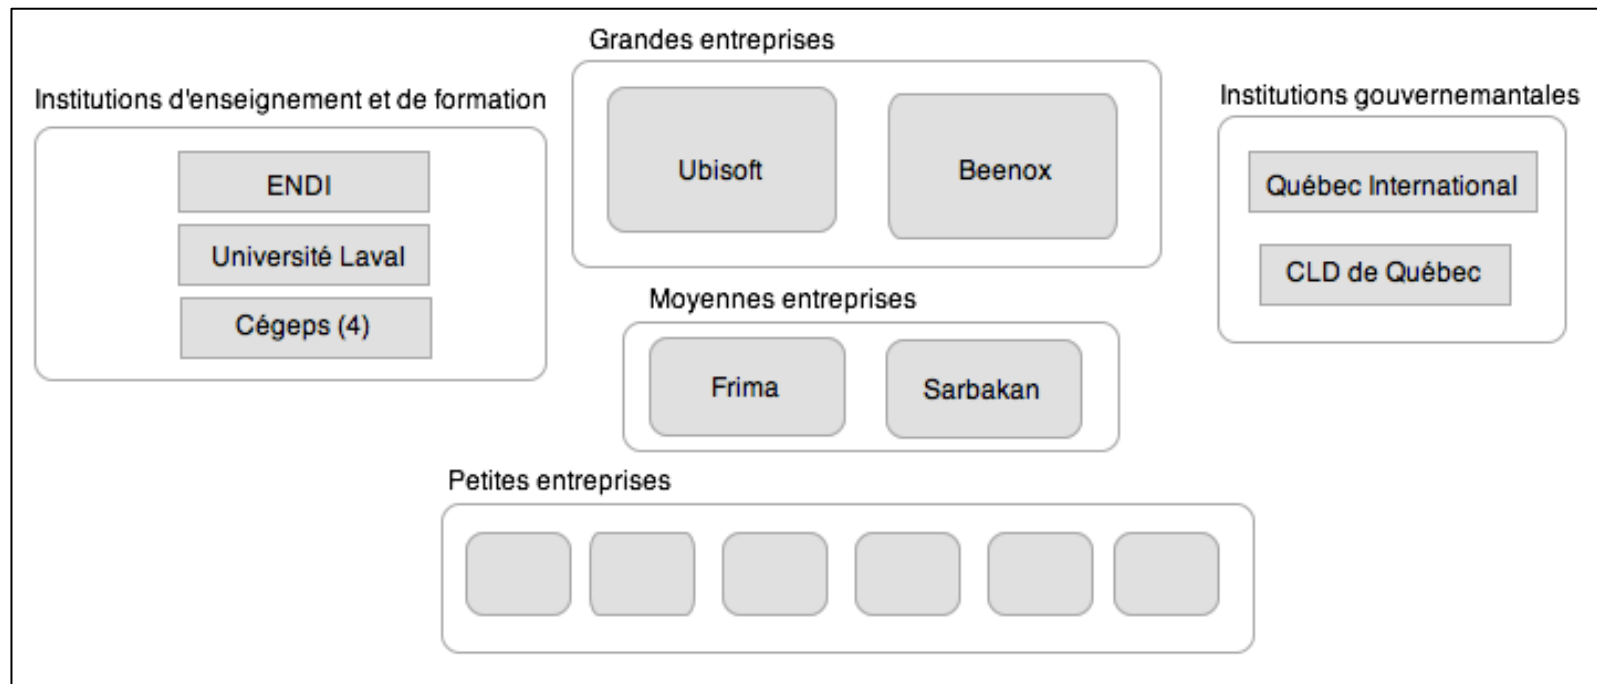 Grandes entreprises
Ubisoft
Beenox
Institutions d'enseignement et de formation
ENDI
Université Laval
Cégeps (4)
Institutions gouvernemantales
Québec International
CLD de Québec
Moyennes entreprises
Frima
Sarbakan
Petites entreprises